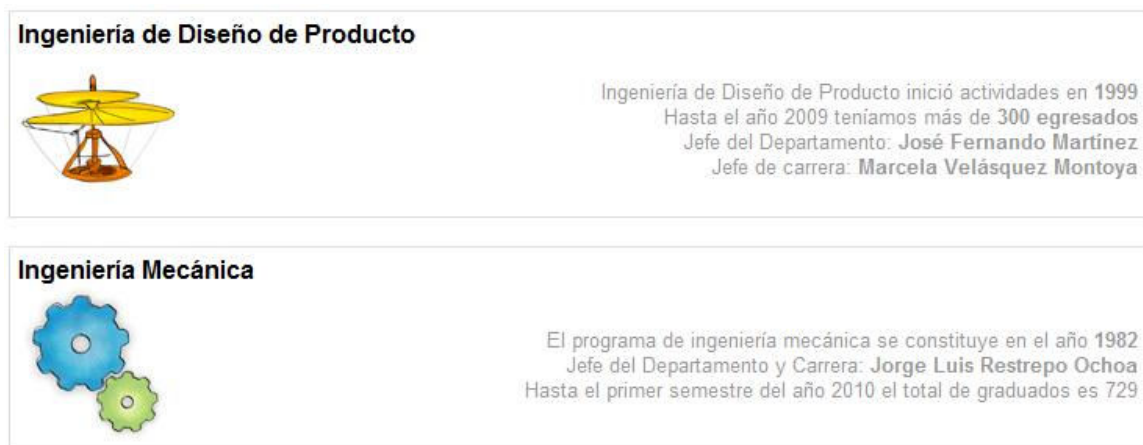 Ingeniería de Diseño de Producto
Ingeniería de Diseño de Producto inició actividades en 1999
Hasta el año 2009 teníamos más de 300 egresados
Jefe del Departamento: José Fernando Martínez
Jefe de carrera: Marcela Velásquez Montoya
Ingeniería Mecánica
El programa de ingeniería mecánica se constituye en el año 1982
Jefe del Departamento y Carrera: Jorge Luis Restrepo Ochoa
Hasta el primer semestre del año 2010 el total de graduados es 729